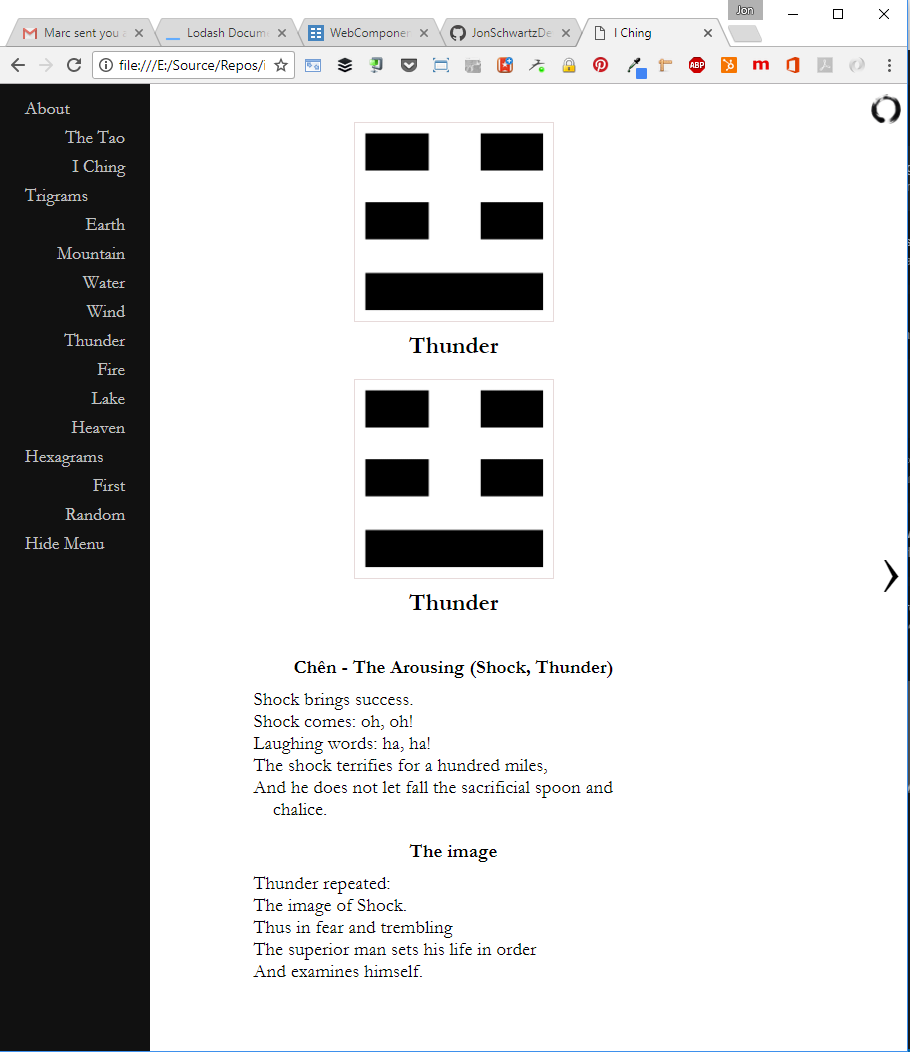 Jon
Marc sent you a
Lodash Docum
WebComponen
JonSchwartzDe
I Ching
file:///E:/Source/Repos/i
ABP
m
About
The Tao
I Ching
Trigrams
Earth
Mountain
Water
Wind
Thunder
Fire
Lake
Heaven
Hexagrams
First
Random
Hide Menu
Thunder
Thunder
Chên - The Arousing (Shock, Thunder)
Shock brings success.
Shock comes: oh, oh!
Laughing words: ha, ha!
The shock terrifies for a hundred miles,
And he does not let fall the sacrificial spoon and
chalice.
The image
Thunder repeated:
The image of Shock.
Thus in fear and trembling
The superior man sets his life in order
And examines himself.